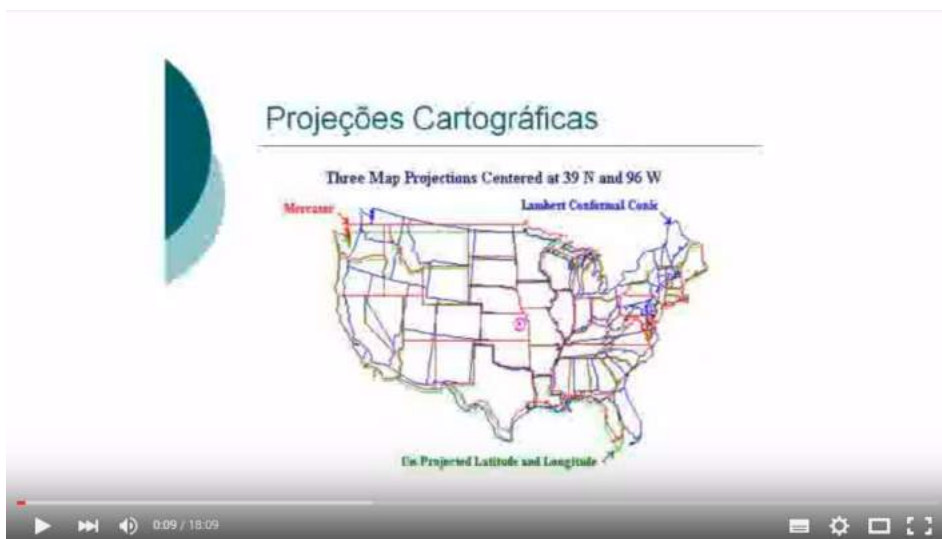 Projeções Cartográficas
Three Map Projections Centered at 39 N and 96 W
Mercator
Lambert Conformal Conic
Un-Projected Latitude and Longitude
0:09 / 18:09